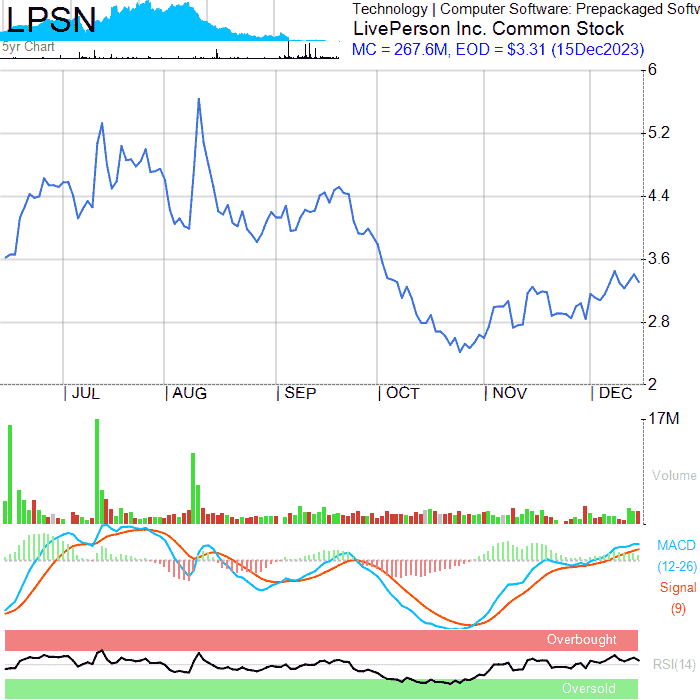 LPSN
5yr Chart
Technology | Computer Software: Prepackaged Softw
LivePerson Inc. Common Stock
MC = 267.6M, EOD = $3.31 (15Dec2023)
6
5.2
4.4
3.6
2.8
2
| JUL | AUG | SEP | OCT | NOV | DEC
17M
Volume
MACD
(12-26)
Signal
(9)
Overbought
RSI(14)
Oversold